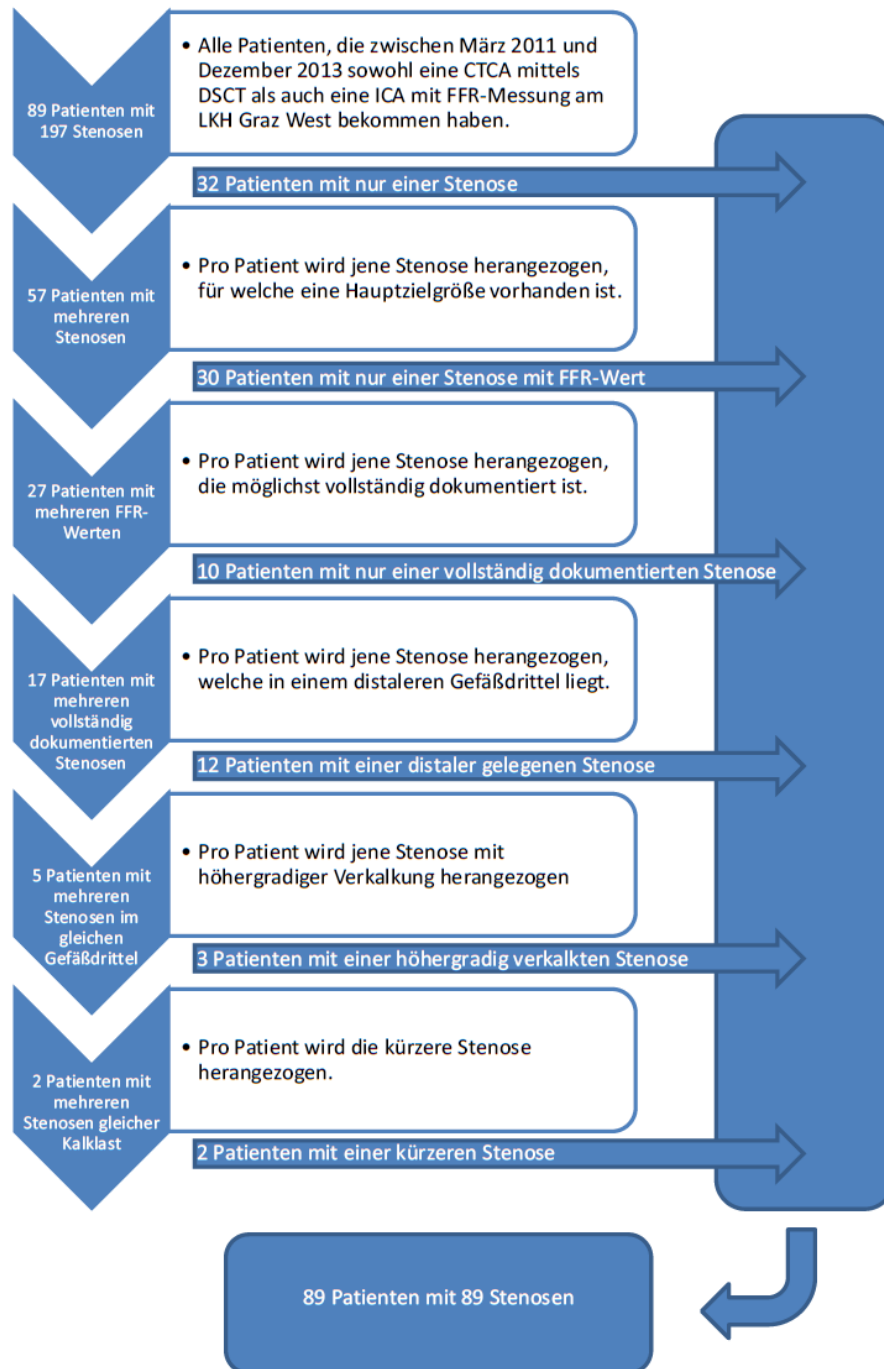 89 Patienten mit
197 Stenosen
• Alle Patienten, die zwischen März 2011 und
Dezember 2013 sowohl eine CTCA mittels
DSCT als auch eine ICA mit FFR-Messung am
LKH Graz West bekommen haben.
32 Patienten mit nur einer Stenose
57 Patienten mit
mehreren
Stenosen
• Pro Patient wird jene Stenose herangezogen,
für welche eine Hauptzielgröße vorhanden ist.
30 Patienten mit nur einer Stenose mit FFR-Wert
27 Patienten mit
mehreren FFR-
Werten
• Pro Patient wird jene Stenose herangezogen,
die möglichst vollständig dokumentiert ist.
10 Patienten mit nur einer vollständig dokumentierten Stenose
17 Patienten mit
mehreren
vollständig
dokumentierten
Stenosen
• Pro Patient wird jene Stenose herangezogen,
welche in einem distaleren Gefäßdrittel liegt.
12 Patienten mit einer distaler gelegenen Stenose
5 Patienten mit
mehreren
Stenosen im
gleichen
Gefäßdrittel
• Pro Patient wird jene Stenose mit
höhergradiger Verkalkung herangezogen
3 Patienten mit einer höhergradig verkalkten Stenose
2 Patienten mit
mehreren
Stenosen gleicher
Kalklast
• Pro Patient wird die kürzere Stenose
herangezogen.
2 Patienten mit einer kürzeren Stenose
89 Patienten mit 89 Stenosen